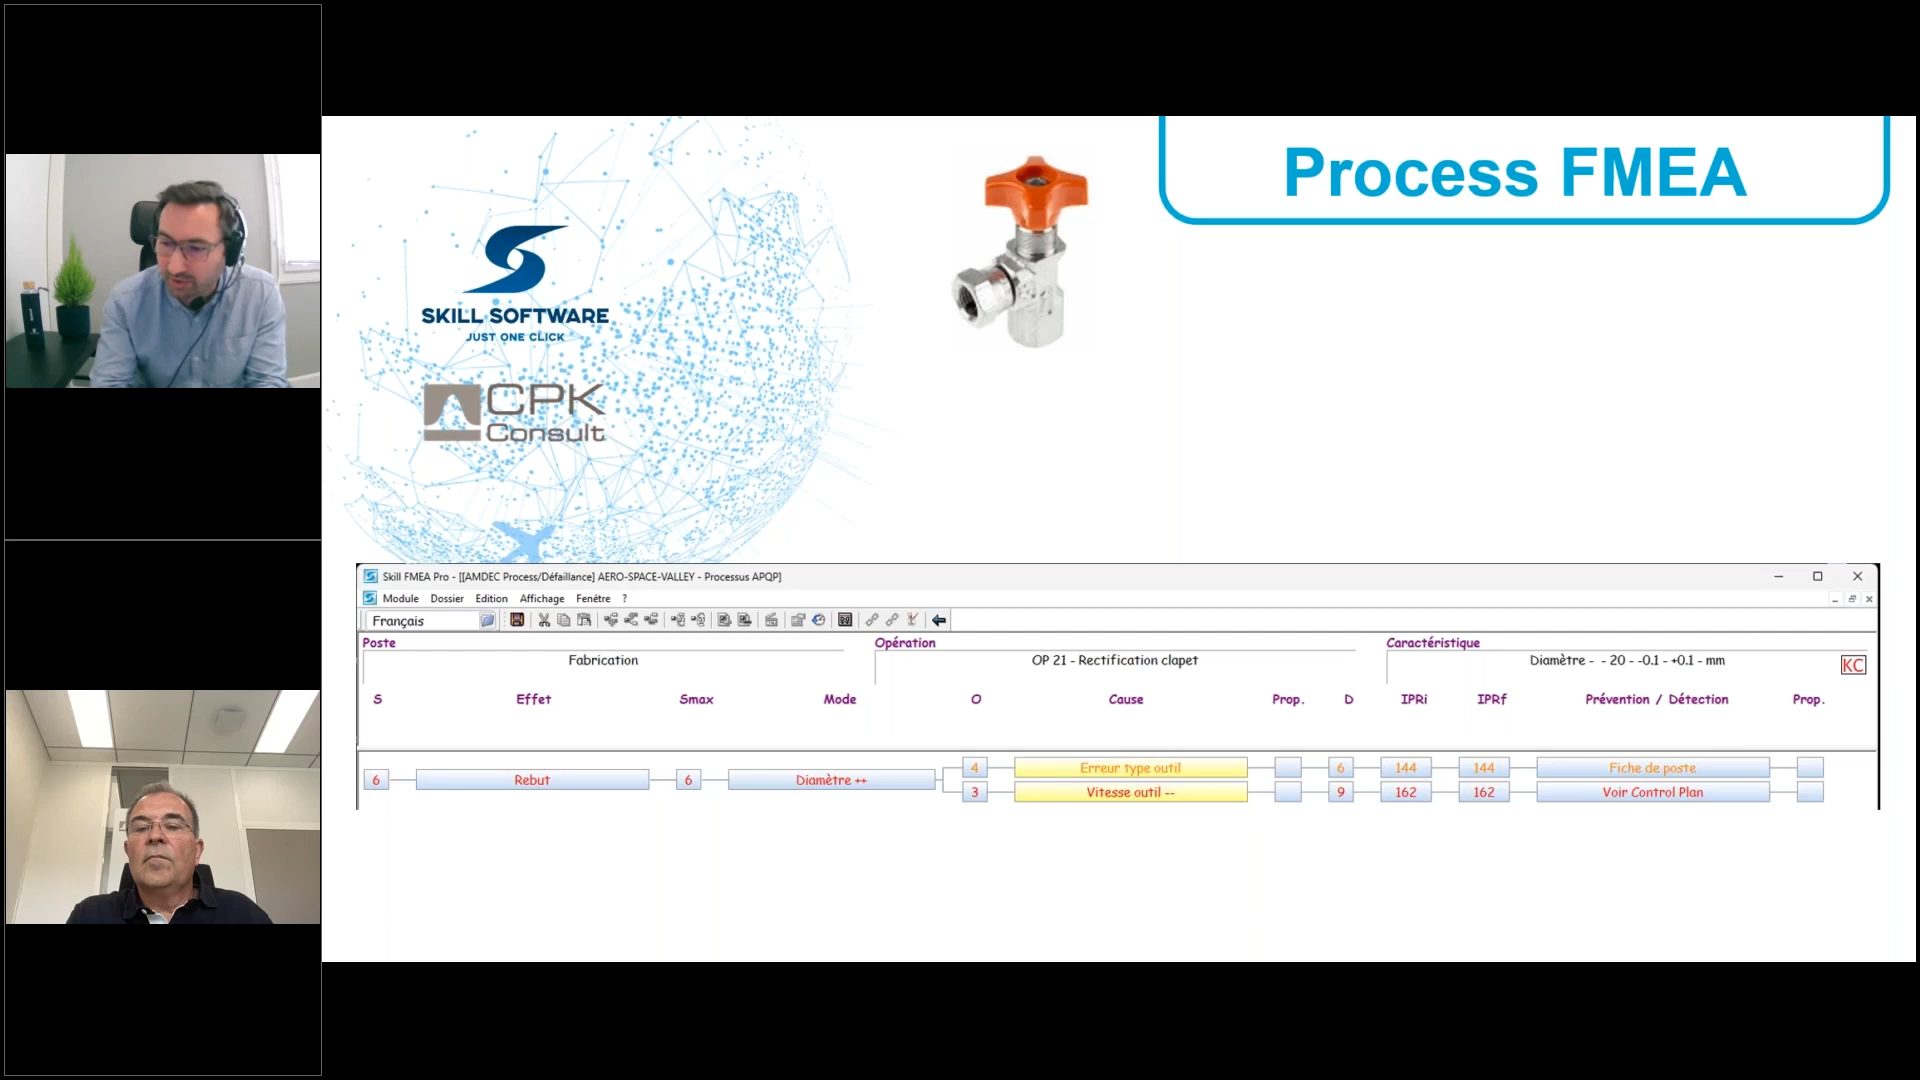 Process FMEA
SKILL SOFTWARE
JUST ONE CLICK
CPK
Consult
Skill FMEA Pro - [[AMDEC Process/Défaillance] AERO-SPACE-VALLEY - Processus APQP]
Module Dossier Edition Affichage Fenêtre ?
Français
Poste Opération Caractéristique
Fabrication OP 21 - Rectification clapet Diamètre - - 20 - -0.1 - +0.1 - mm KC
S Effet Smax Mode O Cause Prop. D IPRi IPRf Prévention / Détection Prop.
4 Erreur type outil 6 144 144 Fiche de poste
6 Rebut 6 Diamètre ++
3 Vitesse outil -- 9 162 162 Voir Control Plan